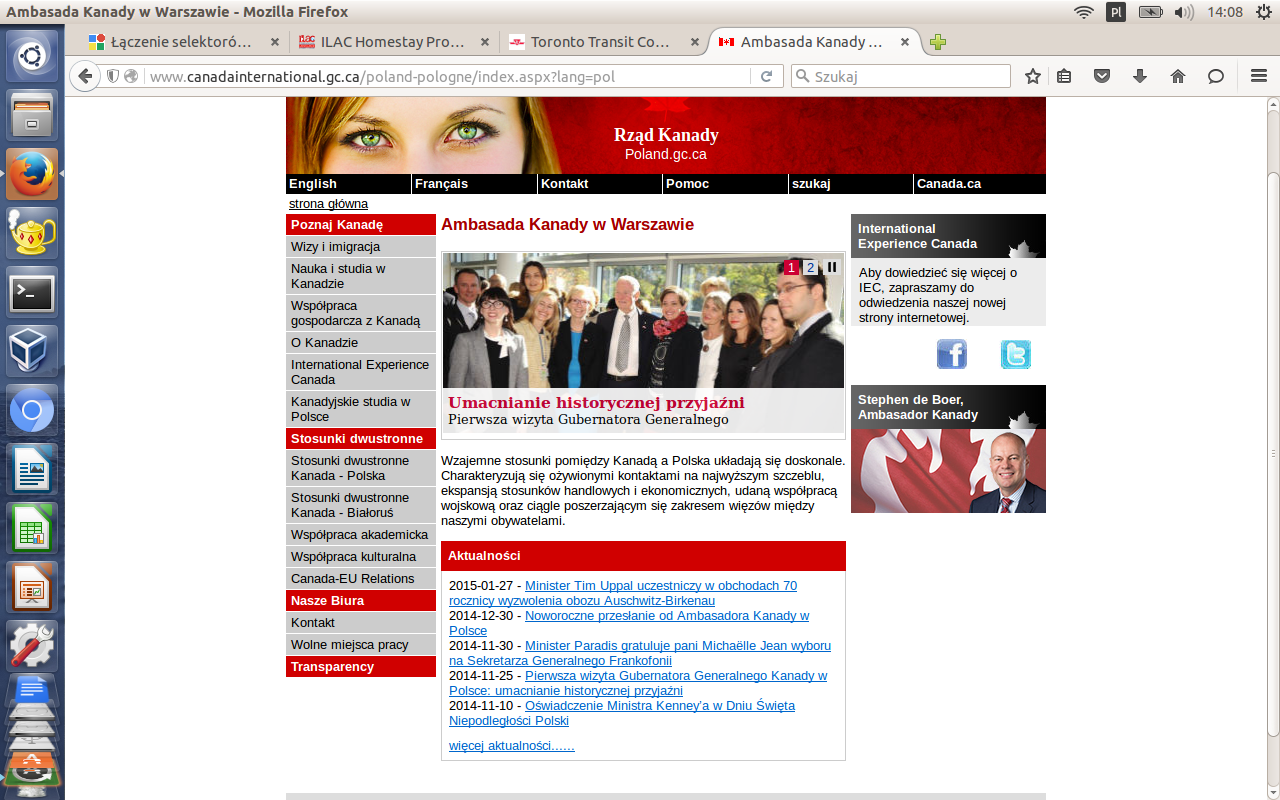 Ambasada Kanady w Warszawie - Mozilla Firefox
Pl
14:08
Łączenie selektoró…
ILAC Homestay Pro…
Toronto Transit Co…
Ambasada Kanady …
www.canadainternational.gc.ca/poland-pologne/index.aspx?lang=pol
Szukaj
Rząd Kanady
Poland.gc.ca
English
Français
Kontakt
Pomoc
szukaj
Canada.ca
strona główna
Poznaj Kanadę
Wizy i imigracja
Nauka i studia w
Kanadzie
Współpraca
gospodarcza z Kanadą
O Kanadzie
International Experience
Canada
Kanadyjskie studia w
Polsce
Stosunki dwustronne
Stosunki dwustronne
Kanada - Polska
Stosunki dwustronne
Kanada - Białoruś
Współpraca akademicka
Współpraca kulturalna
Canada-EU Relations
Nasze Biura
Kontakt
Wolne miejsca pracy
Transparency
Ambasada Kanady w Warszawie
1
2
Umacnianie historycznej przyjaźni
Pierwsza wizyta Gubernatora Generalnego
Wzajemne stosunki pomiędzy Kanadą a Polska układają się doskonale.
Charakteryzują się ożywionymi kontaktami na najwyższym szczeblu,
ekspansją stosunków handlowych i ekonomicznych, udaną współpracą
wojskową oraz ciągle poszerzającym się zakresem więzów między
naszymi obywatelami.
Aktualności
2015-01-27 - Minister Tim Uppal uczestniczy w obchodach 70
rocznicy wyzwolenia obozu Auschwitz-Birkenau
2014-12-30 - Noworoczne przesłanie od Ambasadora Kanady w
Polsce
2014-11-30 - Minister Paradis gratuluje pani Michaëlle Jean wyboru
na Sekretarza Generalnego Frankofonii
2014-11-25 - Pierwsza wizyta Gubernatora Generalnego Kanady w
Polsce: umacnianie historycznej przyjaźni
2014-11-10 - Oświadczenie Ministra Kenney'a w Dniu Święta
Niepodległości Polski
więcej aktualności……
International
Experience Canada
Aby dowiedzieć się więcej o
IEC, zapraszamy do
odwiedzenia naszej nowej
strony internetowej.
Stephen de Boer,
Ambasador Kanady